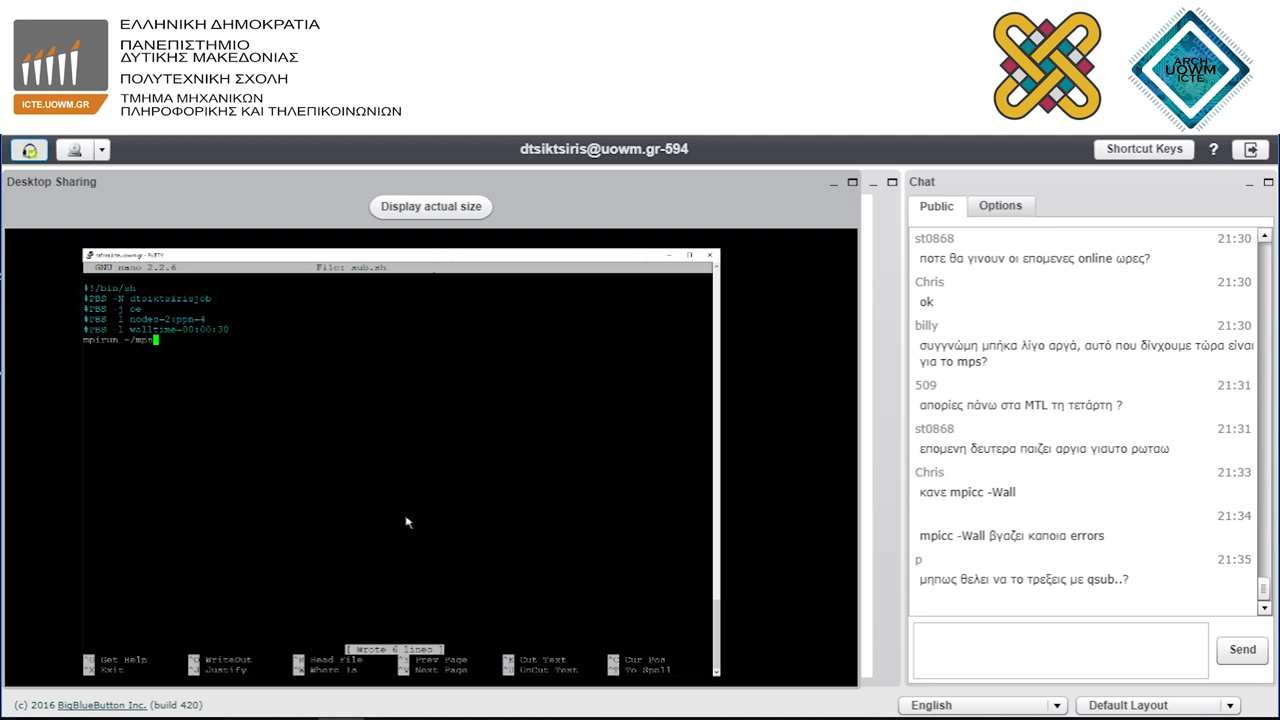 ΕΛΛΗΝΙΚΗ ΔΗΜΟΚΡΑΤΙΑ
ΠΑΝΕΠΙΣΤΗΜΙΟ
ΔΥΤΙΚΗΣ ΜΑΚΕΔΟΝΙΑΣ
ΠΟΛΥΤΕΧΝΙΚΗ ΣΧΟΛΗ
ΤΜΗΜΑ ΜΗΧΑΝΙΚΩΝ
ΠΛΗΡΟΦΟΡΙΚΗΣ ΚΑΙ ΤΗΛΕΠΙΚΟΙΝΩΝΙΩΝ
ICTE.UOWM.GR
ARCH
UOWM
ICTE
dtsiktsiris@uowm.gr-594
Shortcut Keys
?
Desktop Sharing
Display actual size
GNU nano 2.2.6 File: sub.sh
#!/bin/sh
#PBS -N dtsiktsirisjob
#PBS -j oe
#PBS -l nodes=2:ppn=4
#PBS -l walltime=00:00:30
mpirun ~/mps
[ Wrote 6 lines ]
^G Get Help ^O WriteOut ^R Read File ^Y Prev Page ^K Cut Text ^C Cur Pos
^X Exit ^J Justify ^W Where Is ^V Next Page ^U UnCut Text ^T To Spell
Chat
Public Options
st0868 21:30
ποτε θα γινουν οι επομενες online ωρες?
Chris 21:30
ok
billy 21:30
συγγνώμη μπήκα λίγο αργά, αυτό που δίνχουμε τώρα είναι
για το mps?
509 21:31
απορίες πάνω στα MTL τη τετάρτη ?
st0868 21:31
επομενη δευτερα παιζει αργια γιαυτο ρωταω
Chris 21:33
κανε mpicc -Wall
21:34
mpicc -Wall βγαζει καποια errors
p 21:35
μηπως θελει να το τρεξεις με qsub..?
Send
(c) 2016 BigBlueButton Inc. (build 420)
English
Default Layout